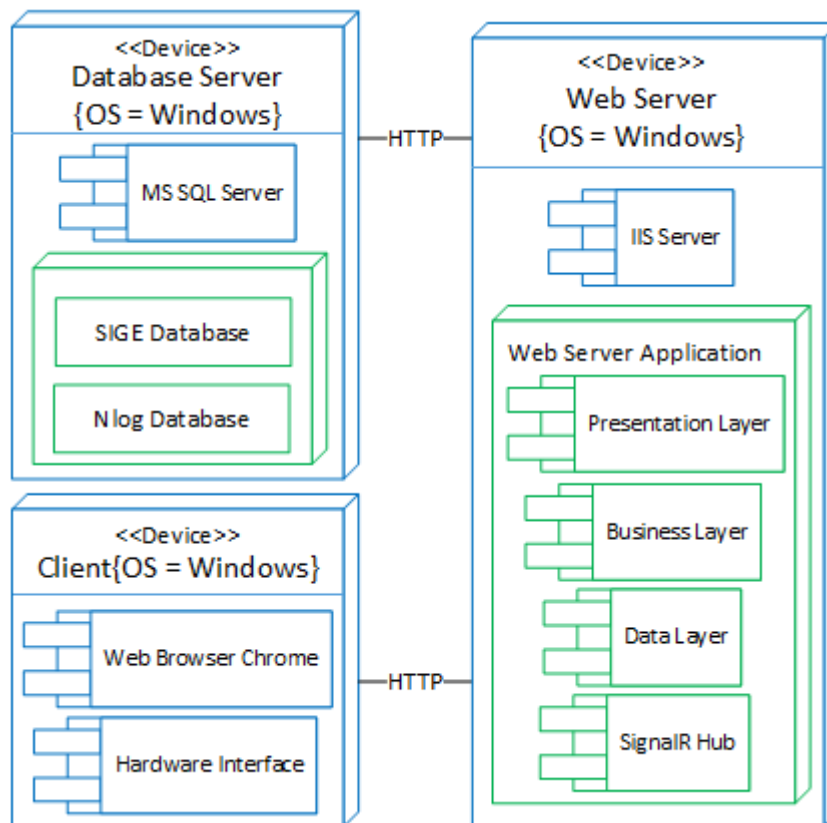 <<Device>>
Database Server
{OS = Windows}
MS SQL Server
SIGE Database
Nlog Database
HTTP
<<Device>>
Web Server
{OS = Windows}
IIS Server
Web Server Application
Presentation Layer
Business Layer
Data Layer
SignalR Hub
<<Device>>
Client{OS = Windows}
Web Browser Chrome
Hardware Interface
HTTP